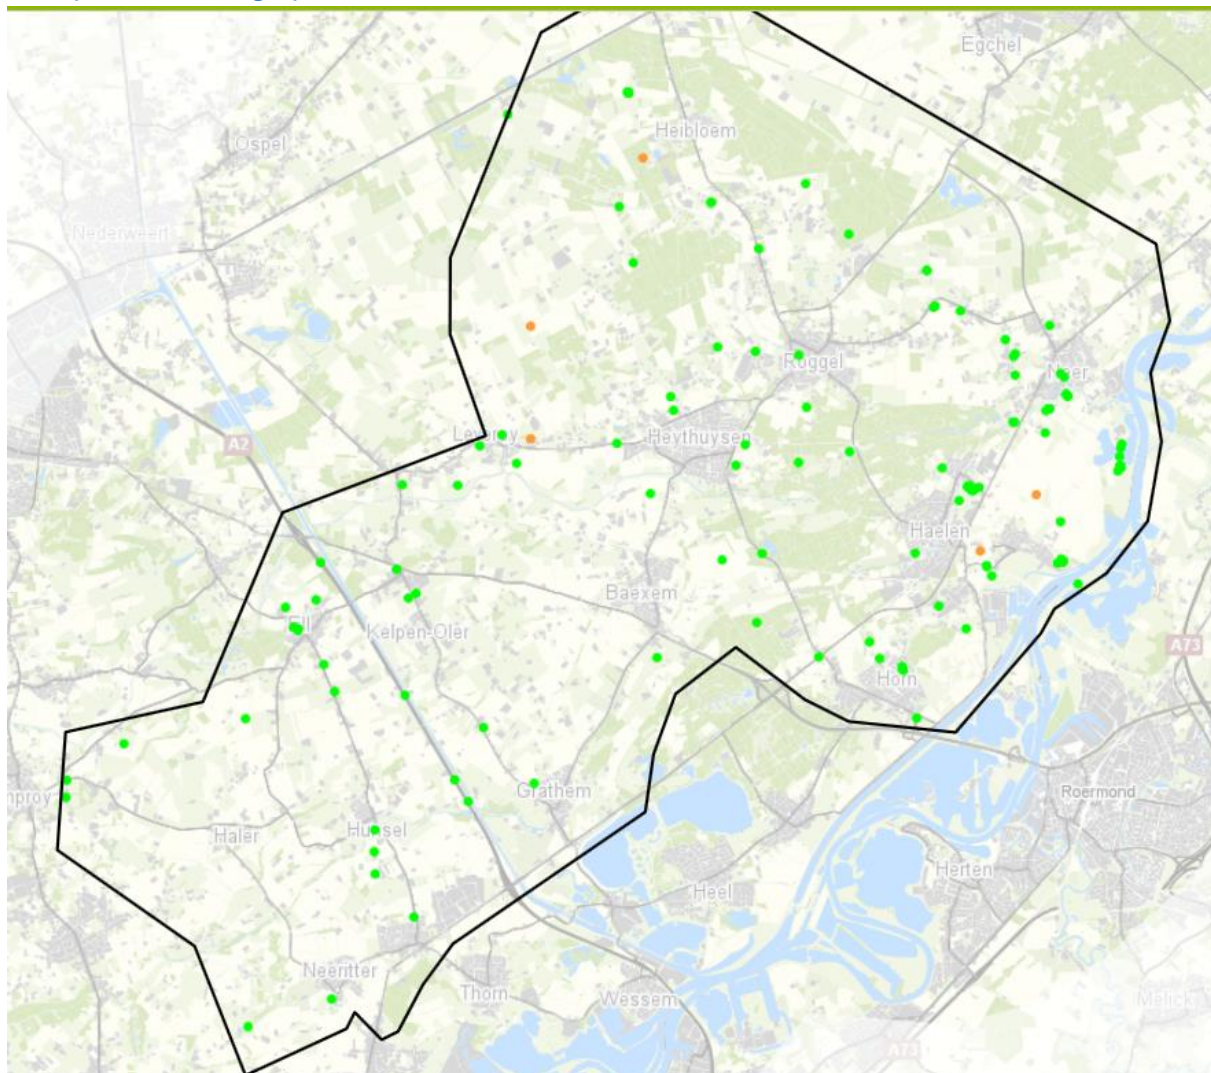 Egchel
Heibloem
Ospel
Nederweert
Roggel
Neer
Leveroy
Heythuysen
A2
Haelen
Baexem
Ell
Kelpen-Oler
A73
Horn
Grathem
Roermond
Haler
Hunsel
Herten
Heel
Neeritter
Thorn
Wessem
Melick
A73